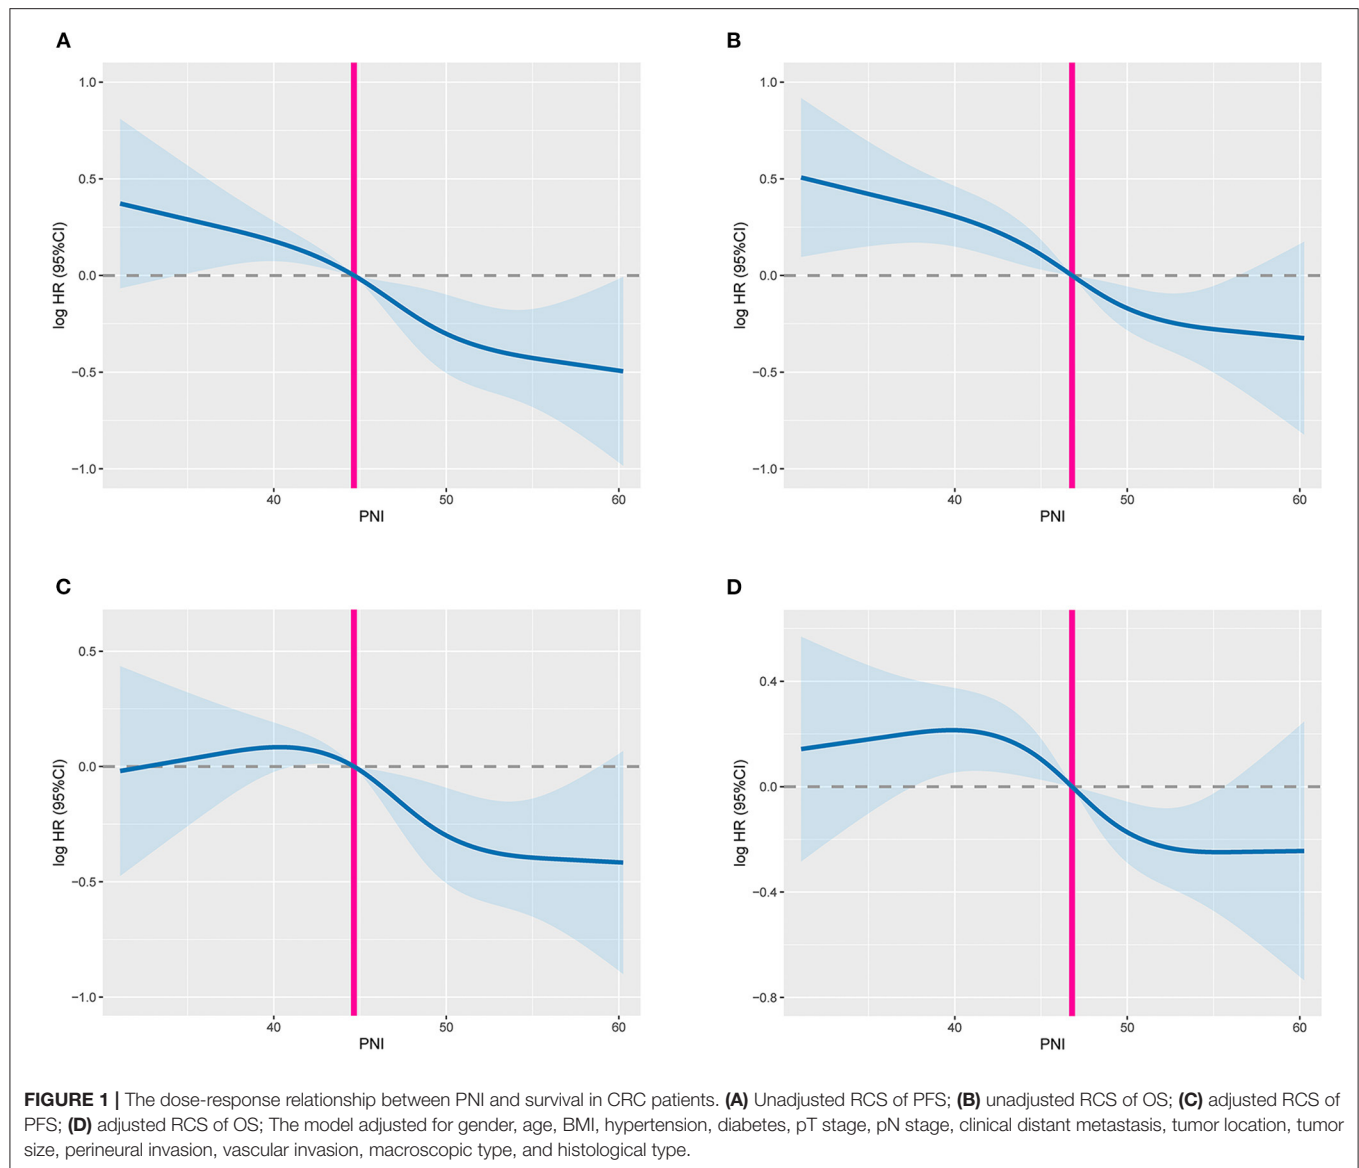 A
1.0
0.5
0.0
−0.5
−1.0
log HR (95%CI)
40
50
60
PNI
B
1.0
0.5
0.0
−0.5
−1.0
log HR (95%CI)
40
50
60
PNI
C
0.5
0.0
−0.5
−1.0
log HR (95%CI)
40
50
60
PNI
D
0.4
0.0
−0.4
−0.8
log HR (95%CI)
40
50
60
PNI
FIGURE 1 | The dose-response relationship between PNI and survival in CRC patients. (A) Unadjusted RCS of PFS; (B) unadjusted RCS of OS; (C) adjusted RCS of
PFS; (D) adjusted RCS of OS; The model adjusted for gender, age, BMI, hypertension, diabetes, pT stage, pN stage, clinical distant metastasis, tumor location, tumor
size, perineural invasion, vascular invasion, macroscopic type, and histological type.